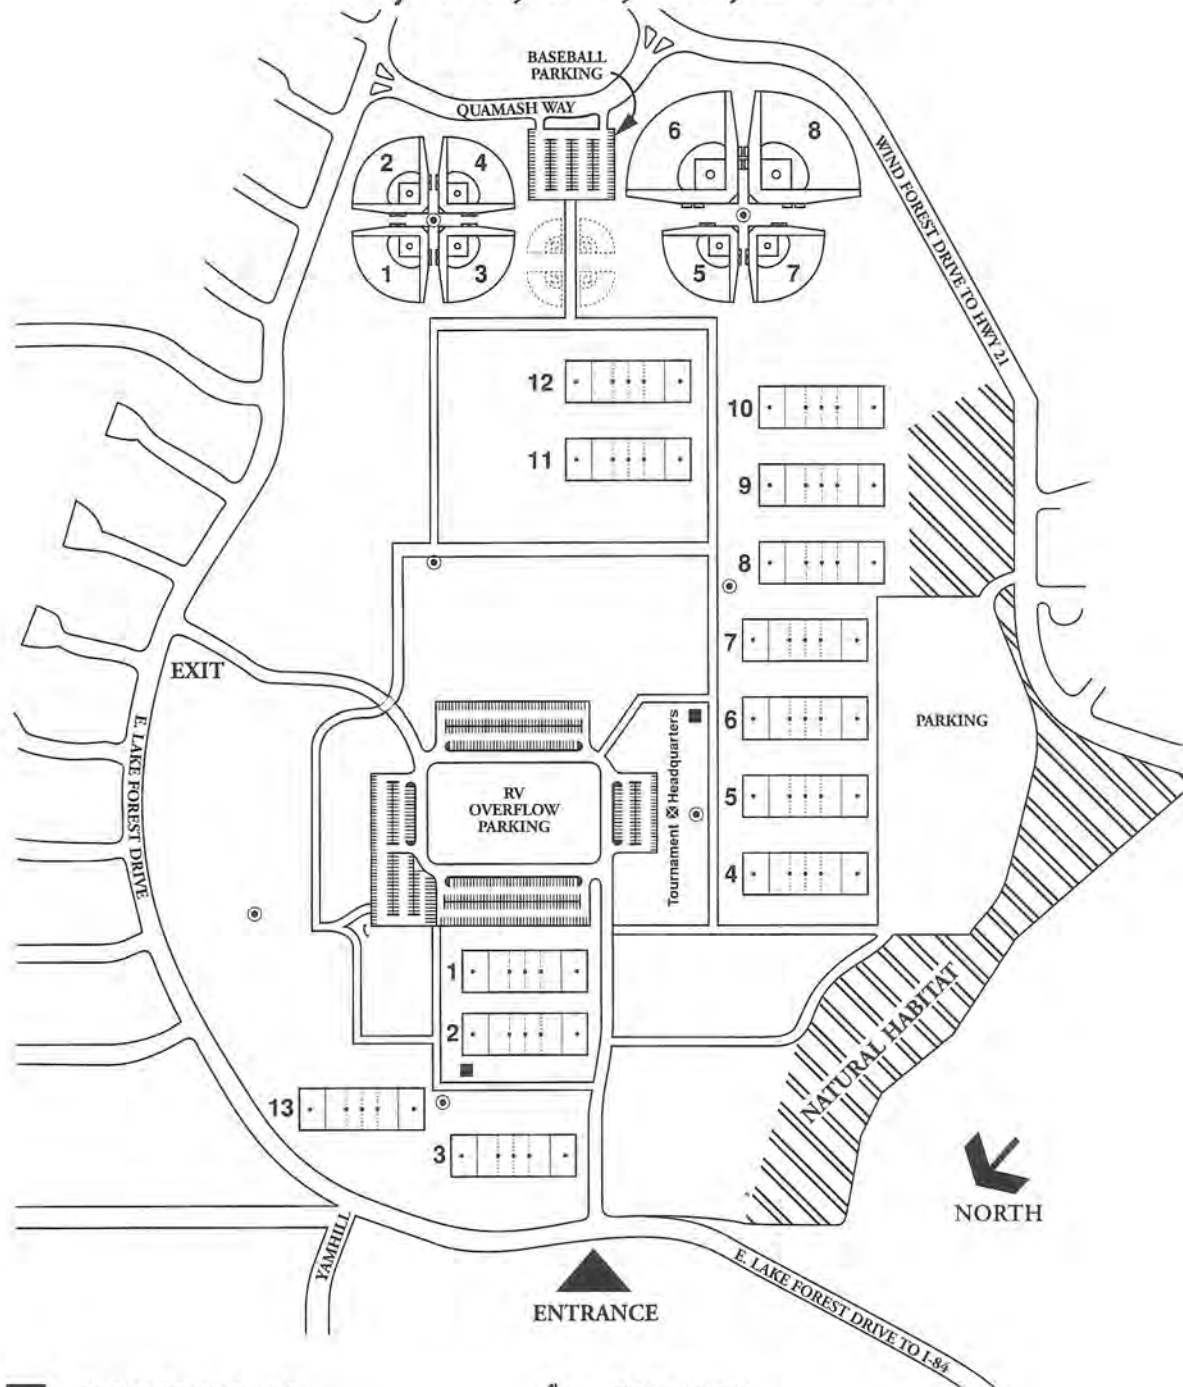 BASEBALL
PARKING
QUAMASH WAY
6
8
2
4
WIND FOREST DRIVE TO HWY 21
1
3
5
7
12
10
11
9
8
7
EXIT
6
PARKING
E. LAKE FOREST DRIVE
Tournament Headquarters
RV
OVERFLOW
PARKING
5
4
1
NATURAL HABITAT
2
13
3
NORTH
YAMHILL
E. LAKE FOREST DRIVE TO I-84
ENTRANCE